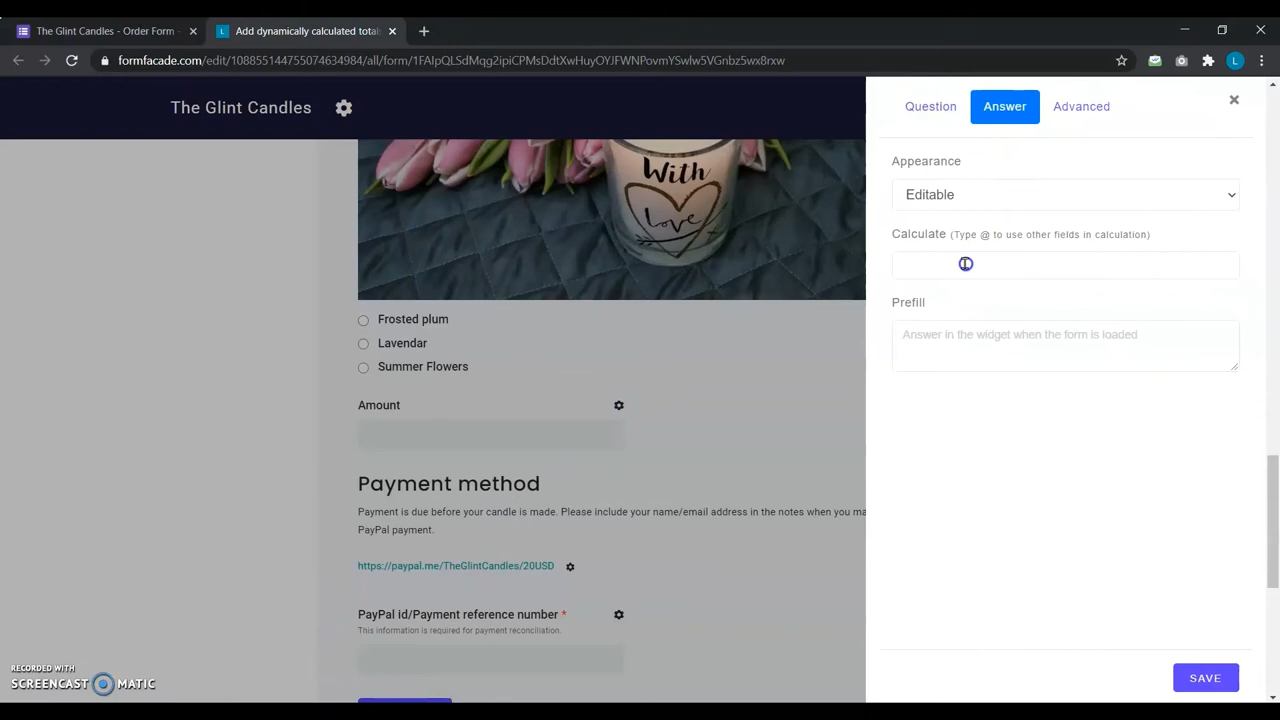 The Glint Candles - Order Form -
Add dynamically calculated tota
formfacade.com/edit/108855144755074634984/all/form/1FAIpQLSdMqg2ipiCPMsDdtXwHuyOYJFWNPovmYSwlw5VGnbz5wx8rxw
L
The Glint Candles
With
Love
Frosted plum
Lavendar
Summer Flowers
Amount
Payment method
Payment is due before your candle is made. Please include your name/email address in the notes when you ma
PayPal payment.
https://paypal.me/TheGlintCandles/20USD
PayPal id/Payment reference number *
This information is required for payment reconciliation.
Question Answer Advanced
Appearance
Editable
Calculate (Type @ to use other fields in calculation)
Prefill
Answer in the widget when the form is loaded
SAVE
RECORDED WITH
SCREENCAST MATIC